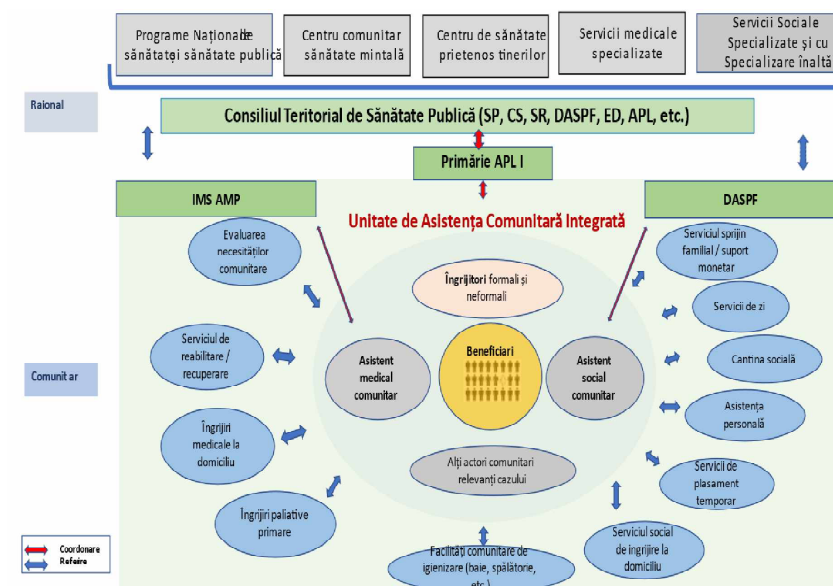 Programe Naționale de
sănătate și sănătate publică
Centru comunitar
sănătate mintală
Centru de sănătate
prietenos tinerilor
Servicii medicale
specializate
Servicii Sociale
Specializate și cu
Specializare înaltă
Raional
Consiliul Teritorial de Sănătate Publică (SP, CS, SR, DASPF, ED, APL, etc.)
Primărie APL I
IMS AMP
DASPF
Unitate de Asistența Comunitară Integrată
Evaluarea
necesităților
comunitare
Serviciul sprijin
familial / suport
monetar
Îngrijitori formali și
neformali
Servicii de zi
Serviciul de
reabilitare /
recuperare
Asistent
medical
comunitar
Beneficiari
Asistent
social
comunitar
Cantina socială
Comunitar
Asistența
personală
Îngrijiri
medicale la
domiciliu
Alți actori comunitari
relevanți cazului
Servicii de
plasament
temporar
Îngrijiri paliative
primare
Serviciul social
de ingrijire la
domiciliu
Facilități comunitare de
igienizare (baie, spălătorie,
etc.)
Coordonare
Referire